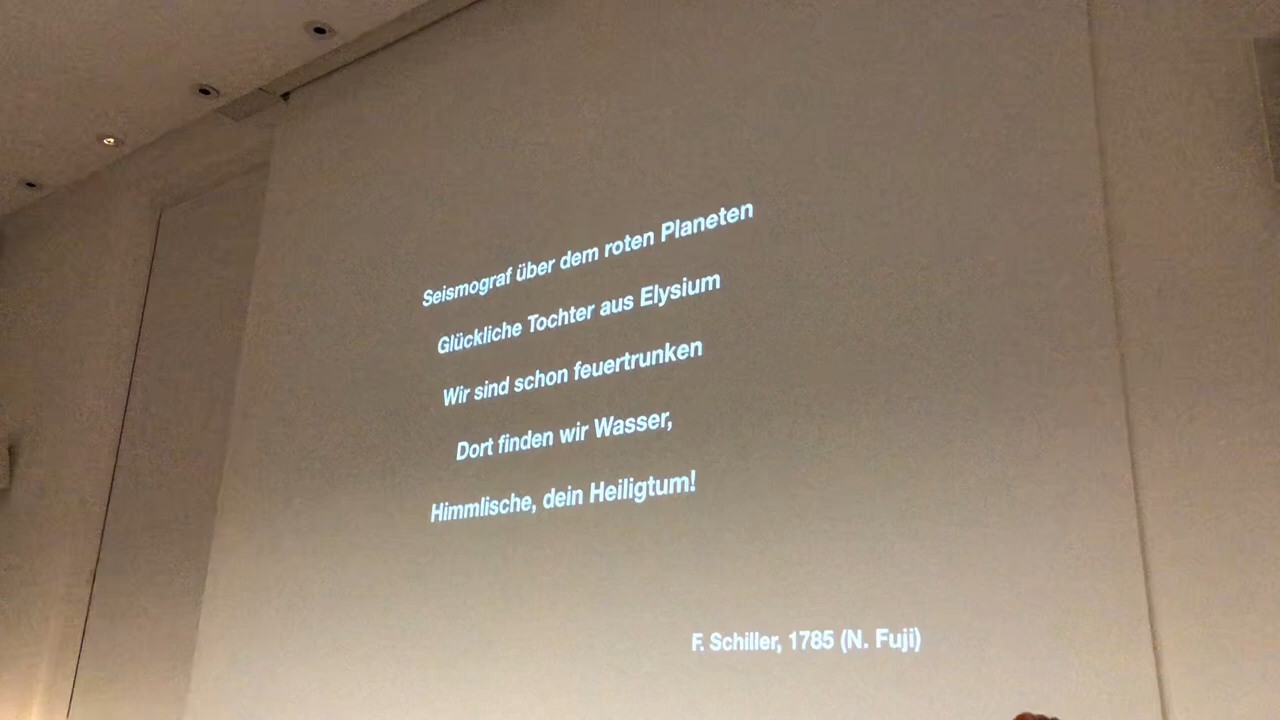 Seismograf über dem roten Planeten
Glückliche Tochter aus Elysium
Wir sind schon feuertrunken
Dort finden wir Wasser,
Himmlische, dein Heiligtum!
F. Schiller, 1785 (N. Fuji)